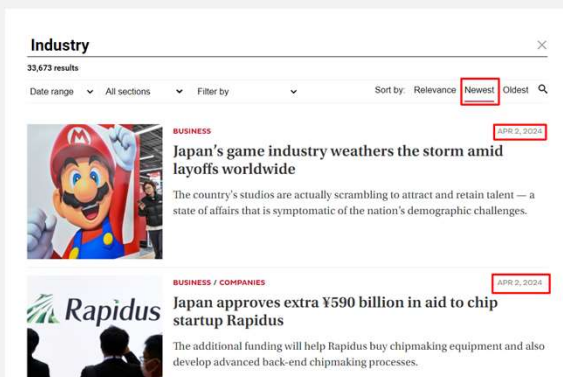 Industry
33,673 results
Date range All sections Filter by Sort by: Relevance Newest Oldest
BUSINESS APR 2, 2024
Japan's game industry weathers the storm amid
layoffs worldwide
The country's studios are actually scrambling to attract and retain talent — a
state of affairs that is symptomatic of the nation's demographic challenges.
M
BUSINESS / COMPANIES APR 2, 2024
Japan approves extra ¥590 billion in aid to chip
startup Rapidus
Rapidus
The additional funding will help Rapidus buy chipmaking equipment and also
develop advanced back-end chipmaking processes.